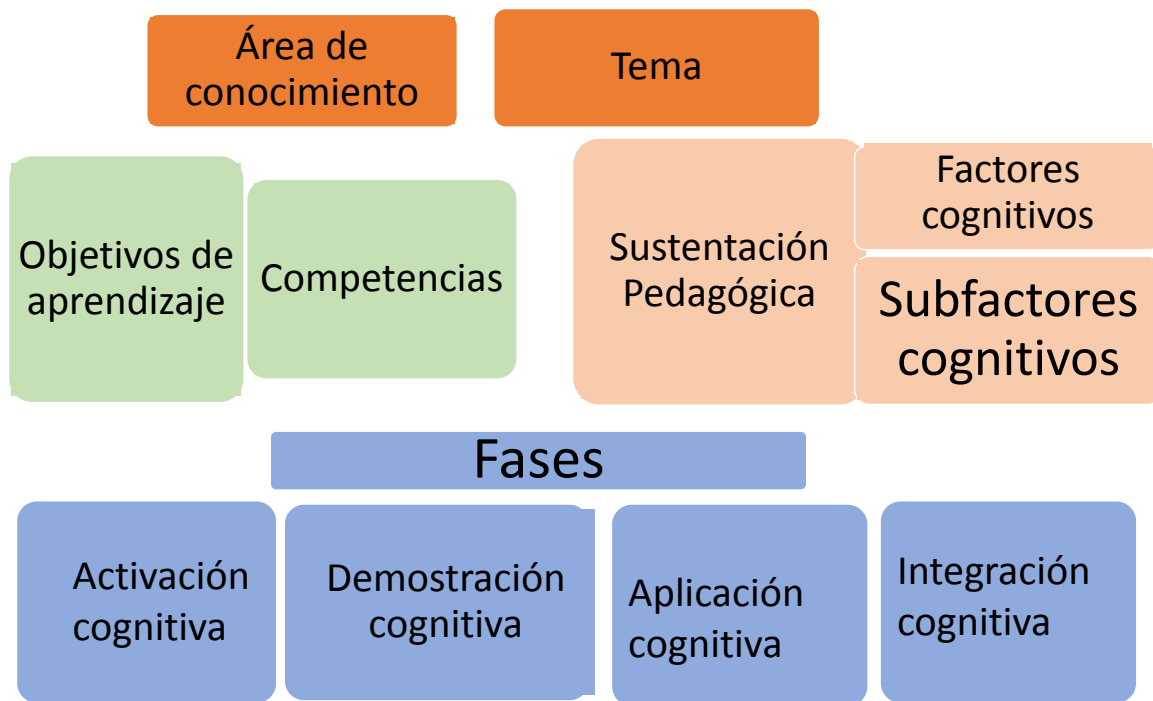 Área de
conocimiento
Tema
Objetivos de
aprendizaje
Competencias
Sustentación
Pedagógica
Factores
cognitivos
Subfactores
cognitivos
Fases
Activación
cognitiva
Demostración
cognitiva
Aplicación
cognitiva
Integración
cognitiva